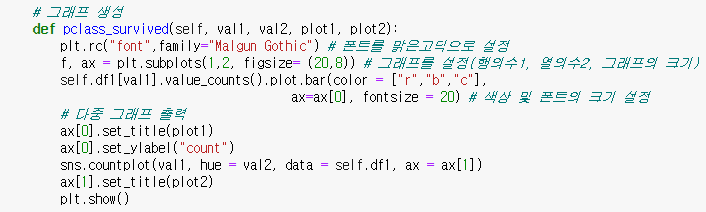 # 그래프 생성
def pclass_survived(self, val1, val2, plot1, plot2):
plt.rc("font",family="Malgun Gothic") # 폰트를 맑은고딕으로 설정
f, ax = plt.subplots(1,2, figsize= (20,8)) # 그래프를 설정(행의수1, 열의수2, 그래프의 크기)
self.df1[val1].value_counts().plot.bar(color = ["r","b","c"],
ax=ax[0], fontsize = 20) # 색상 및 폰트의 크기 설정
# 다중 그래프 출력
ax[0].set_title(plot1)
ax[0].set_ylabel("count")
sns.countplot(val1, hue = val2, data = self.df1, ax = ax[1])
ax[1].set_title(plot2)
plt.show()